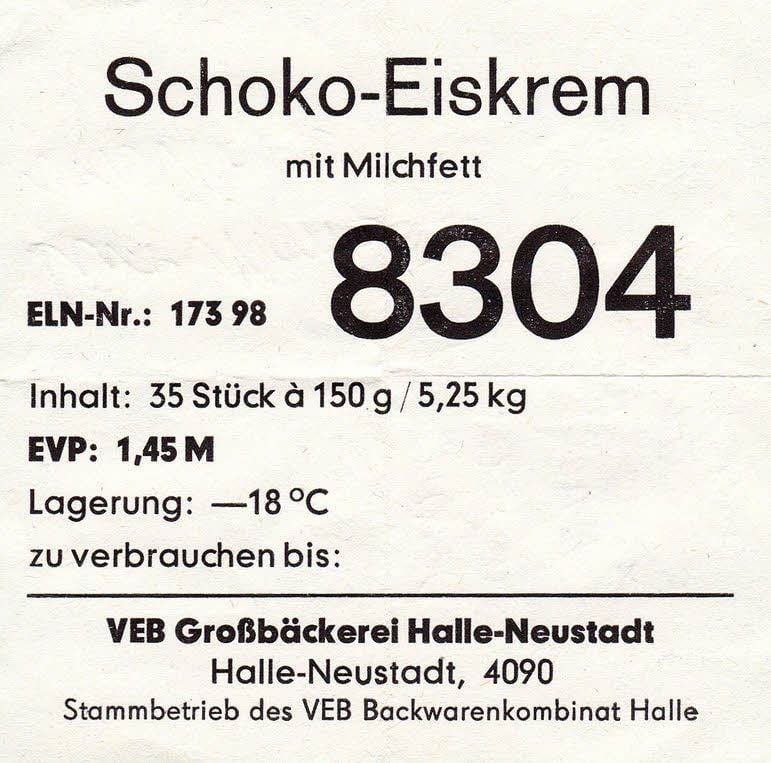 Schoko-Eiskrem
mit Milchfett
8304
ELN-Nr.: 173 98
Inhalt: 35 Stück à 150 g / 5,25 kg
EVP: 1,45 M
Lagerung: —18 °C
zu verbrauchen bis:
VEB Großbäckerei Halle-Neustadt
Halle-Neustadt, 4090
Stammbetrieb des VEB Backwarenkombinat Halle